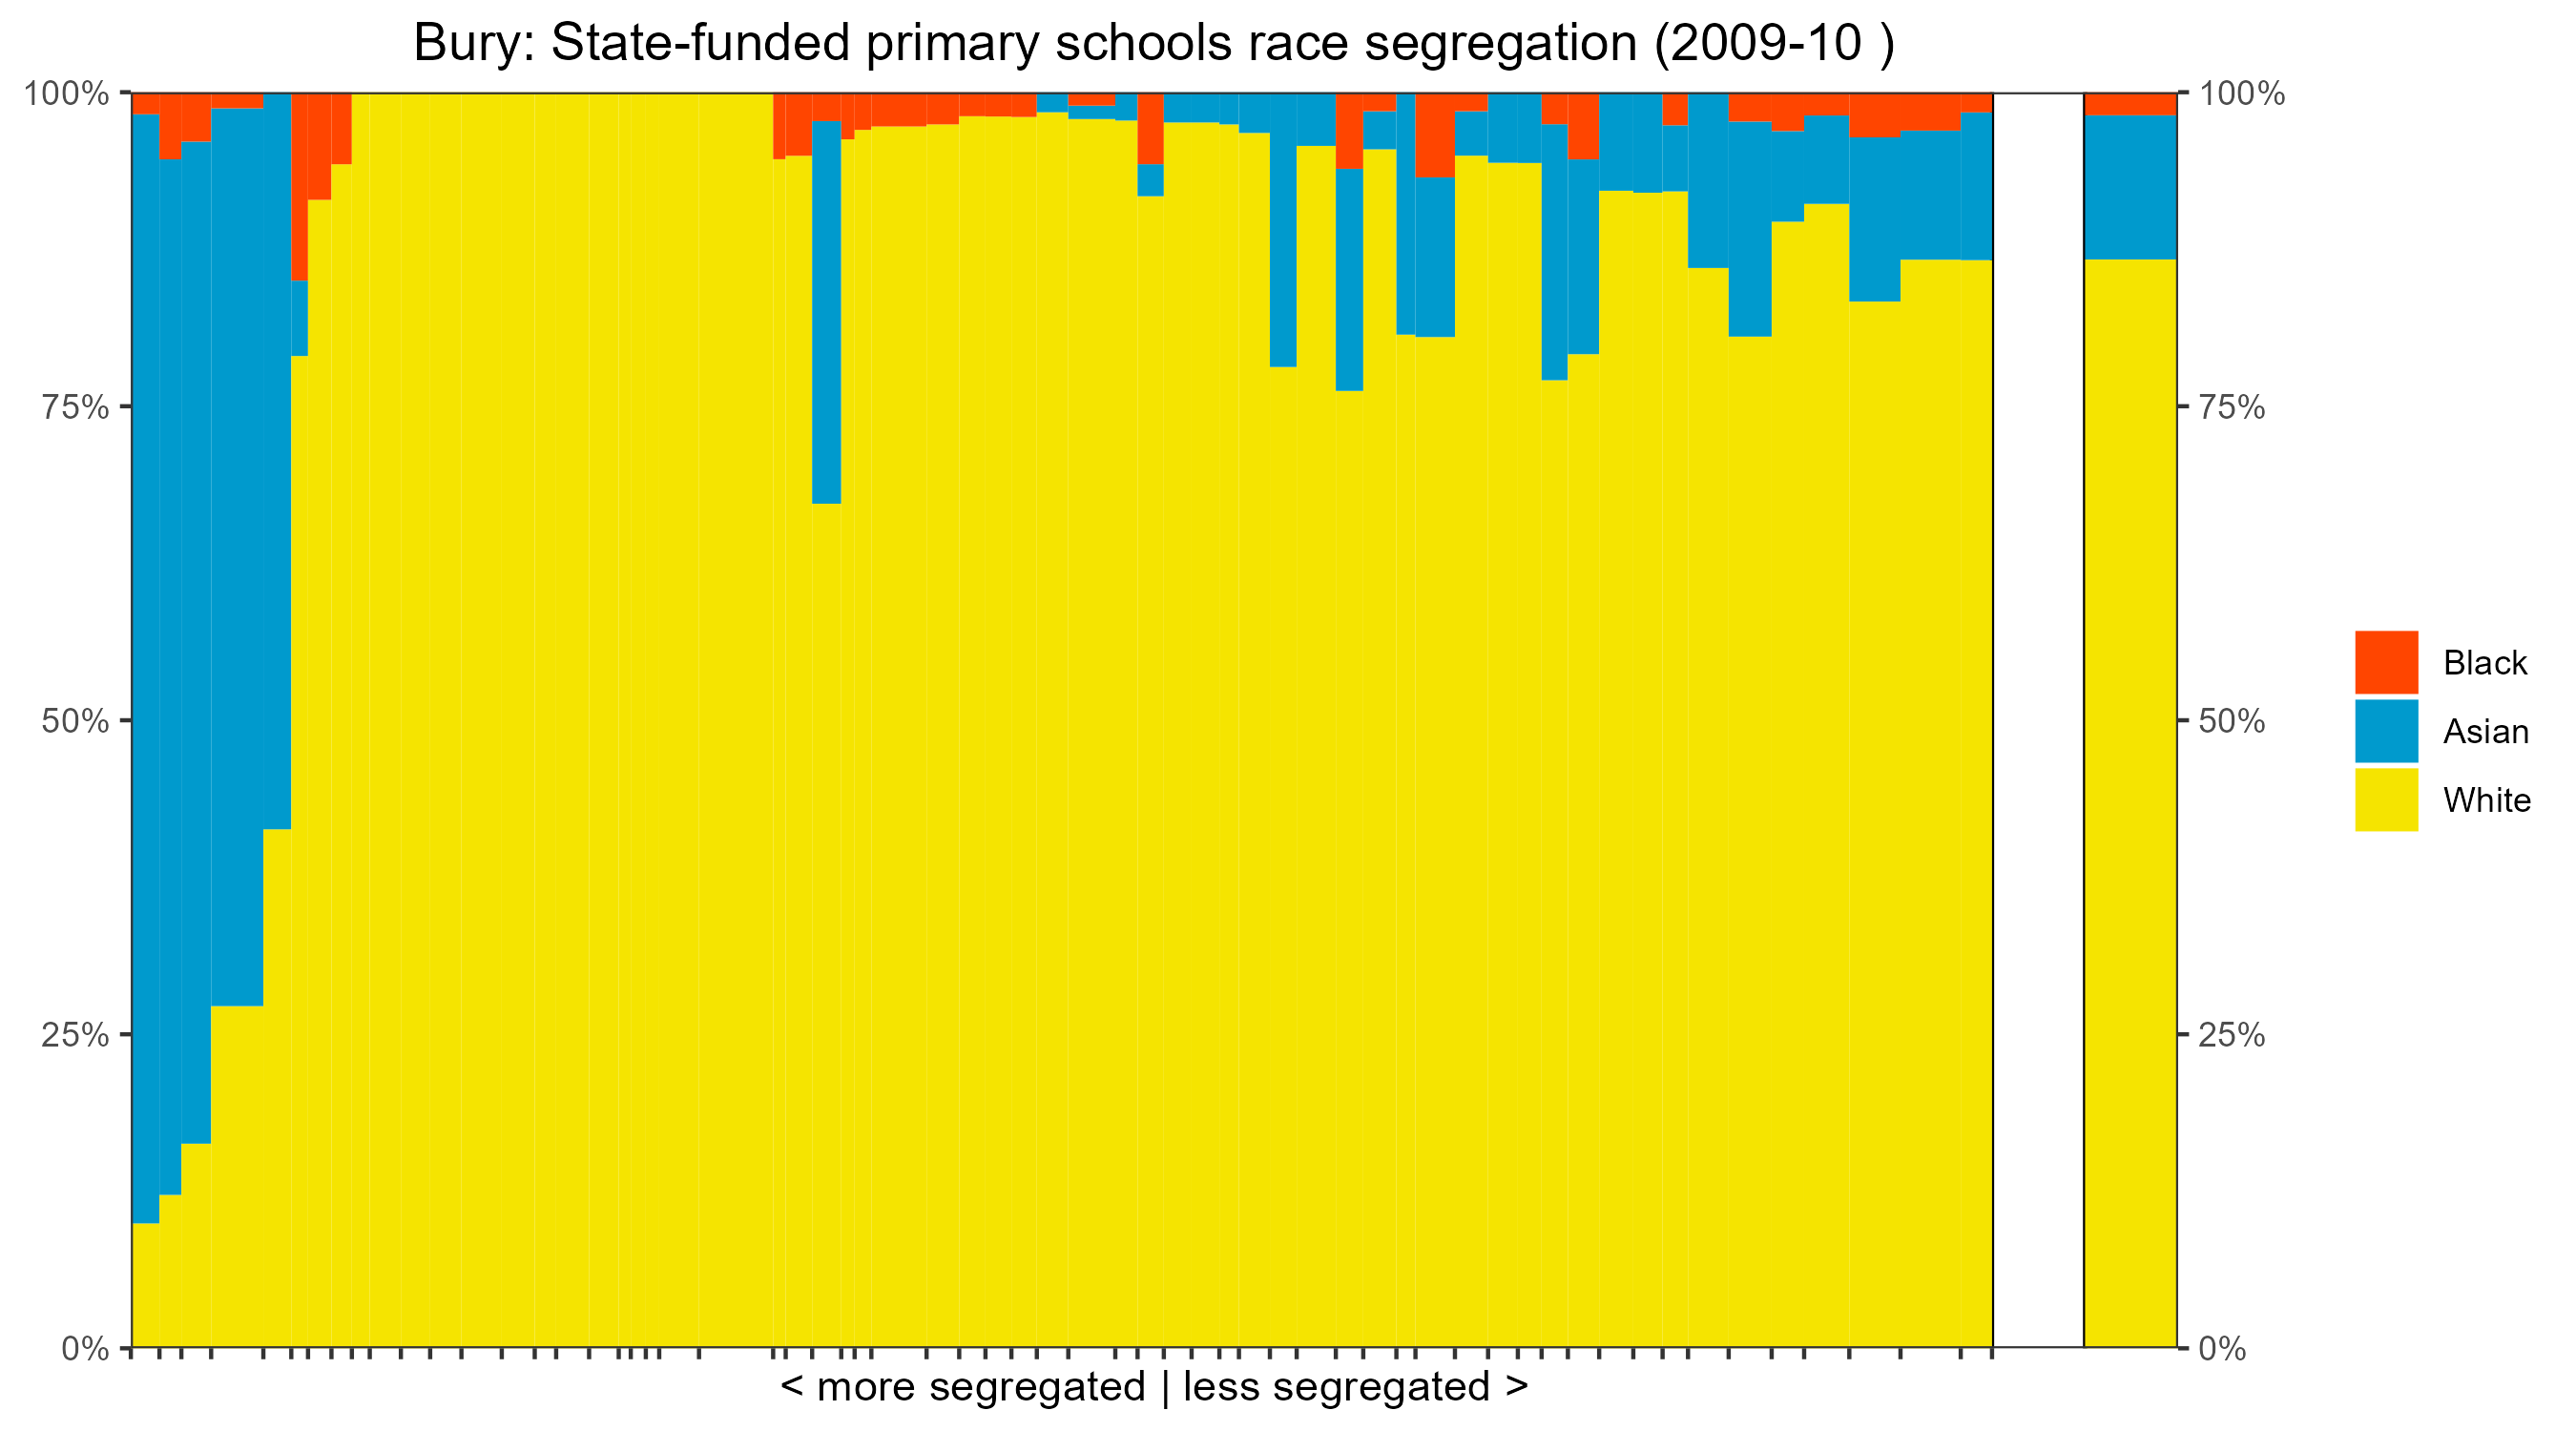 Bury: State-funded primary schools race segregation (2009-10 )
100%
75%
50%
25%
0%
100%
75%
50%
25%
0%
Black
Asian
White
< more segregated | less segregated >